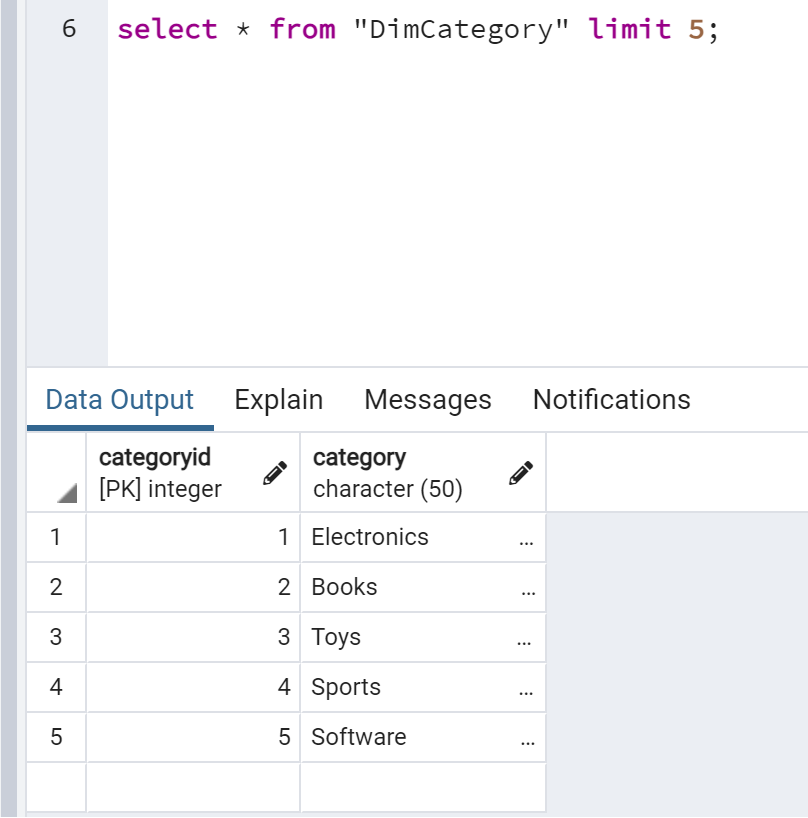 6 select * from "DimCategory" limit 5;
Data Output Explain Messages Notifications
categoryid category
[PK] integer character (50)
1 1 Electronics ...
2 2 Books ...
3 3 Toys ...
4 4 Sports ...
5 5 Software ...